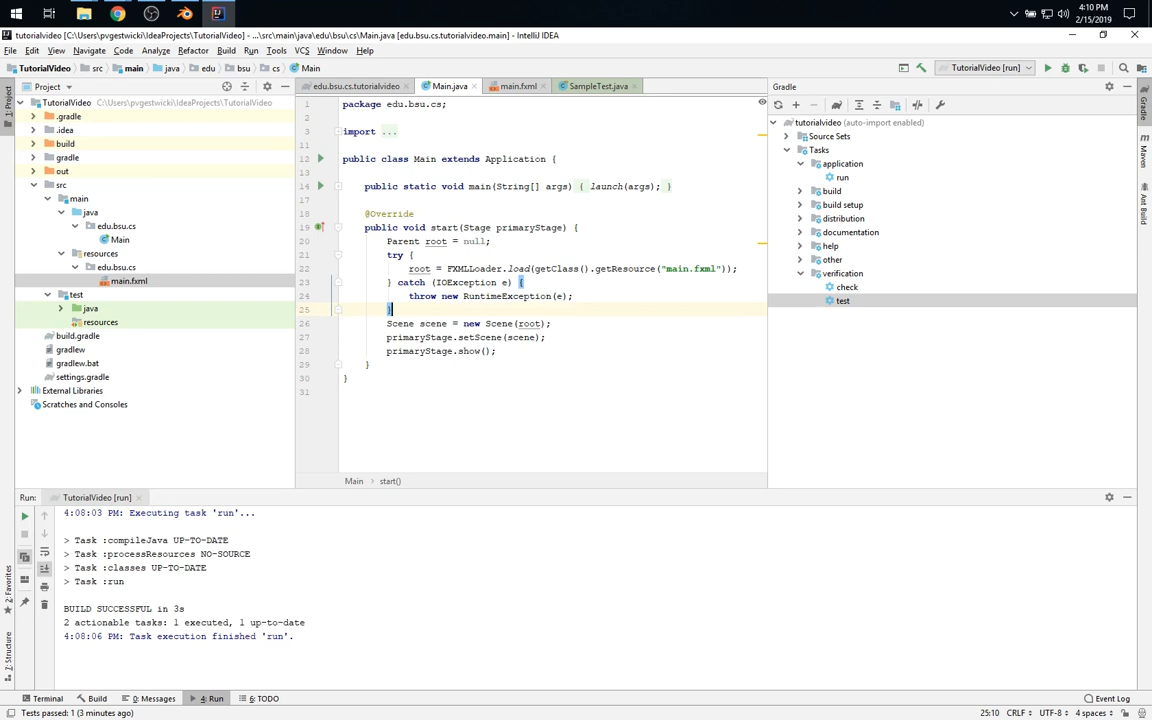 4:10 PM
2/15/2019
tutorialvideo [C:\Users\pvgestwicki\IdeaProjects\TutorialVideo] - ...\src\main\java\edu\bsu\cs\Main.java [edu.bsu.cs.tutorialvideo.main] - IntelliJ IDEA
File Edit View Navigate Code Analyze Refactor Build Run Tools VCS Window Help
TutorialVideo src main java edu bsu cs Main
TutorialVideo [run]
Project
edu.bsu.cs.tutorialvideo Main.java main.fxml SampleTest.java
Gradle
1: Project
TutorialVideo C:\Users\pvgestwicki\IdeaProjects\TutorialVideo
.gradle
.idea
build
gradle
out
src
main
java
edu.bsu.cs
Main
resources
edu.bsu.cs
main.fxml
test
java
resources
build.gradle
gradlew
gradlew.bat
settings.gradle
External Libraries
Scratches and Consoles
1 package edu.bsu.cs;
2
3 import ...
11
12 public class Main extends Application {
13
14 public static void main(String[] args) { launch(args); }
17
18 @Override
19 public void start(Stage primaryStage) {
20 Parent root = null;
21 try {
22 root = FXMLLoader.load(getClass().getResource("main.fxml"));
23 } catch (IOException e) {
24 throw new RuntimeException(e);
25 }
26 Scene scene = new Scene(root);
27 primaryStage.setScene(scene);
28 primaryStage.show();
29 }
30 }
31
Main start()
tutorialvideo (auto-import enabled)
Source Sets
Tasks
application
run
build
build setup
distribution
documentation
help
other
verification
check
test
Gradle
Maven
Ant Build
Run: TutorialVideo [run]
4:08:03 PM: Executing task 'run'...
> Task :compileJava UP-TO-DATE
> Task :processResources NO-SOURCE
> Task :classes UP-TO-DATE
> Task :run
BUILD SUCCESSFUL in 3s
2 actionable tasks: 1 executed, 1 up-to-date
4:08:06 PM: Task execution finished 'run'.
2: Favorites
7: Structure
Terminal Build 0: Messages 4: Run 6: TODO
Event Log
Tests passed: 1 (3 minutes ago)
25:10 CRLF UTF-8 4 spaces